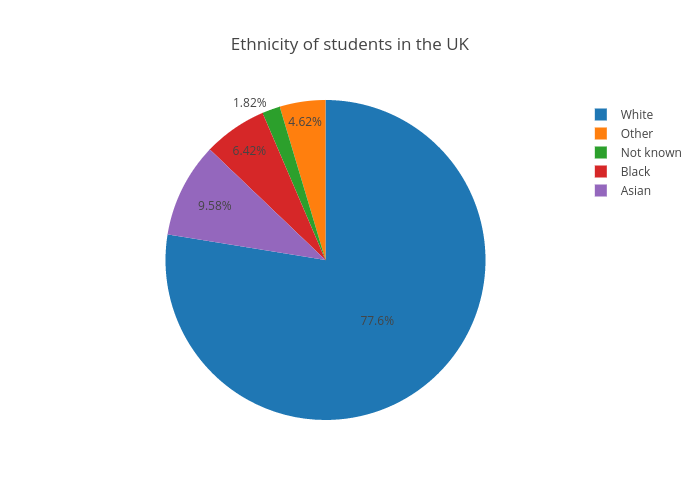 Ethnicity of students in the UK
1.82%
4.62%
6.42%
9.58%
77.6%
White
Other
Not known
Black
Asian